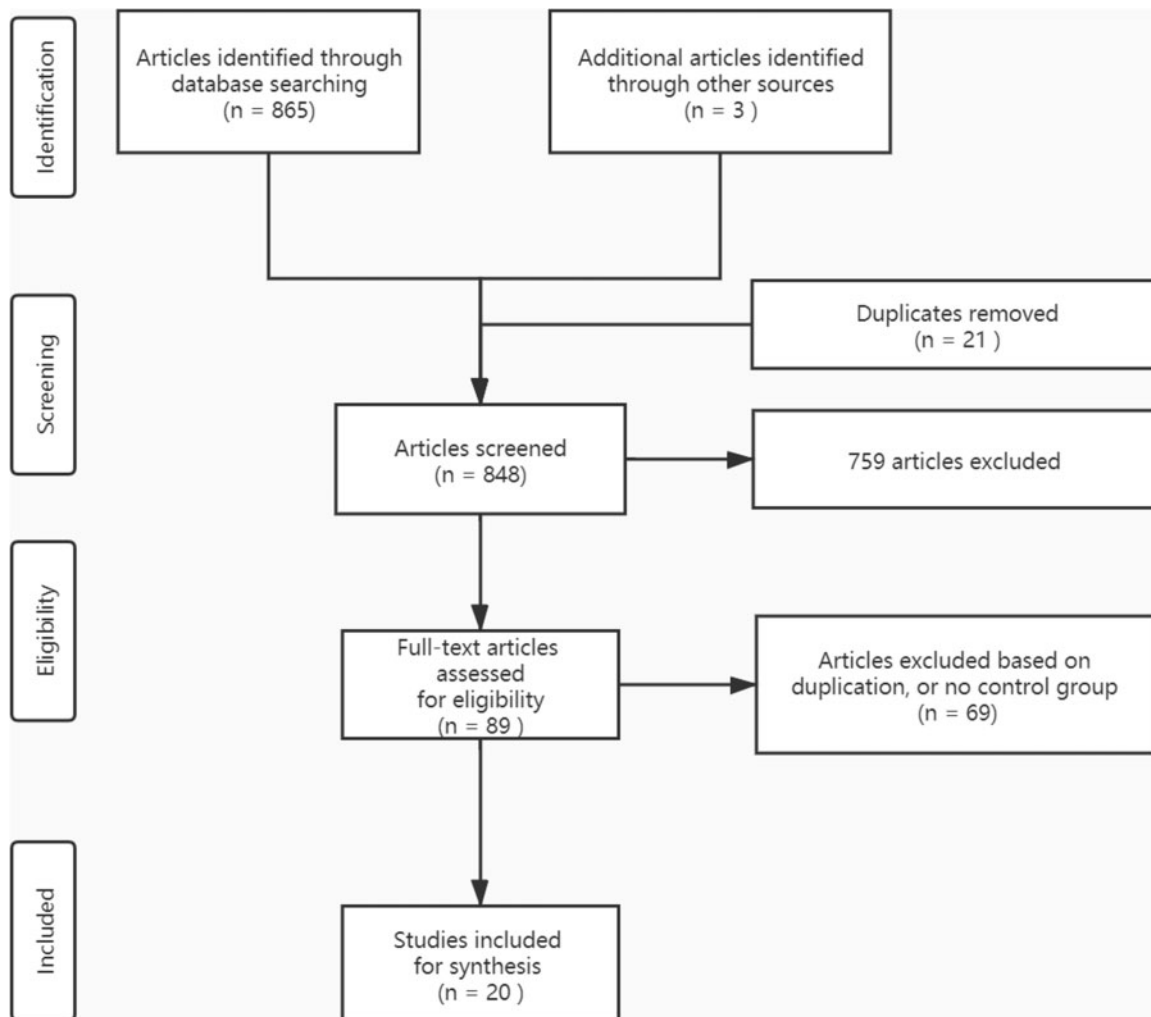 Identification
Articles identified through
database searching
(n = 865)
Additional articles identified
through other sources
(n = 3 )
Screening
Duplicates removed
(n = 21 )
Articles screened
(n = 848)
759 articles excluded
Eligibility
Full-text articles
assessed
for eligibility
(n = 89 )
Articles excluded based on
duplication, or no control group
(n = 69)
Included
Studies included
for synthesis
(n = 20 )